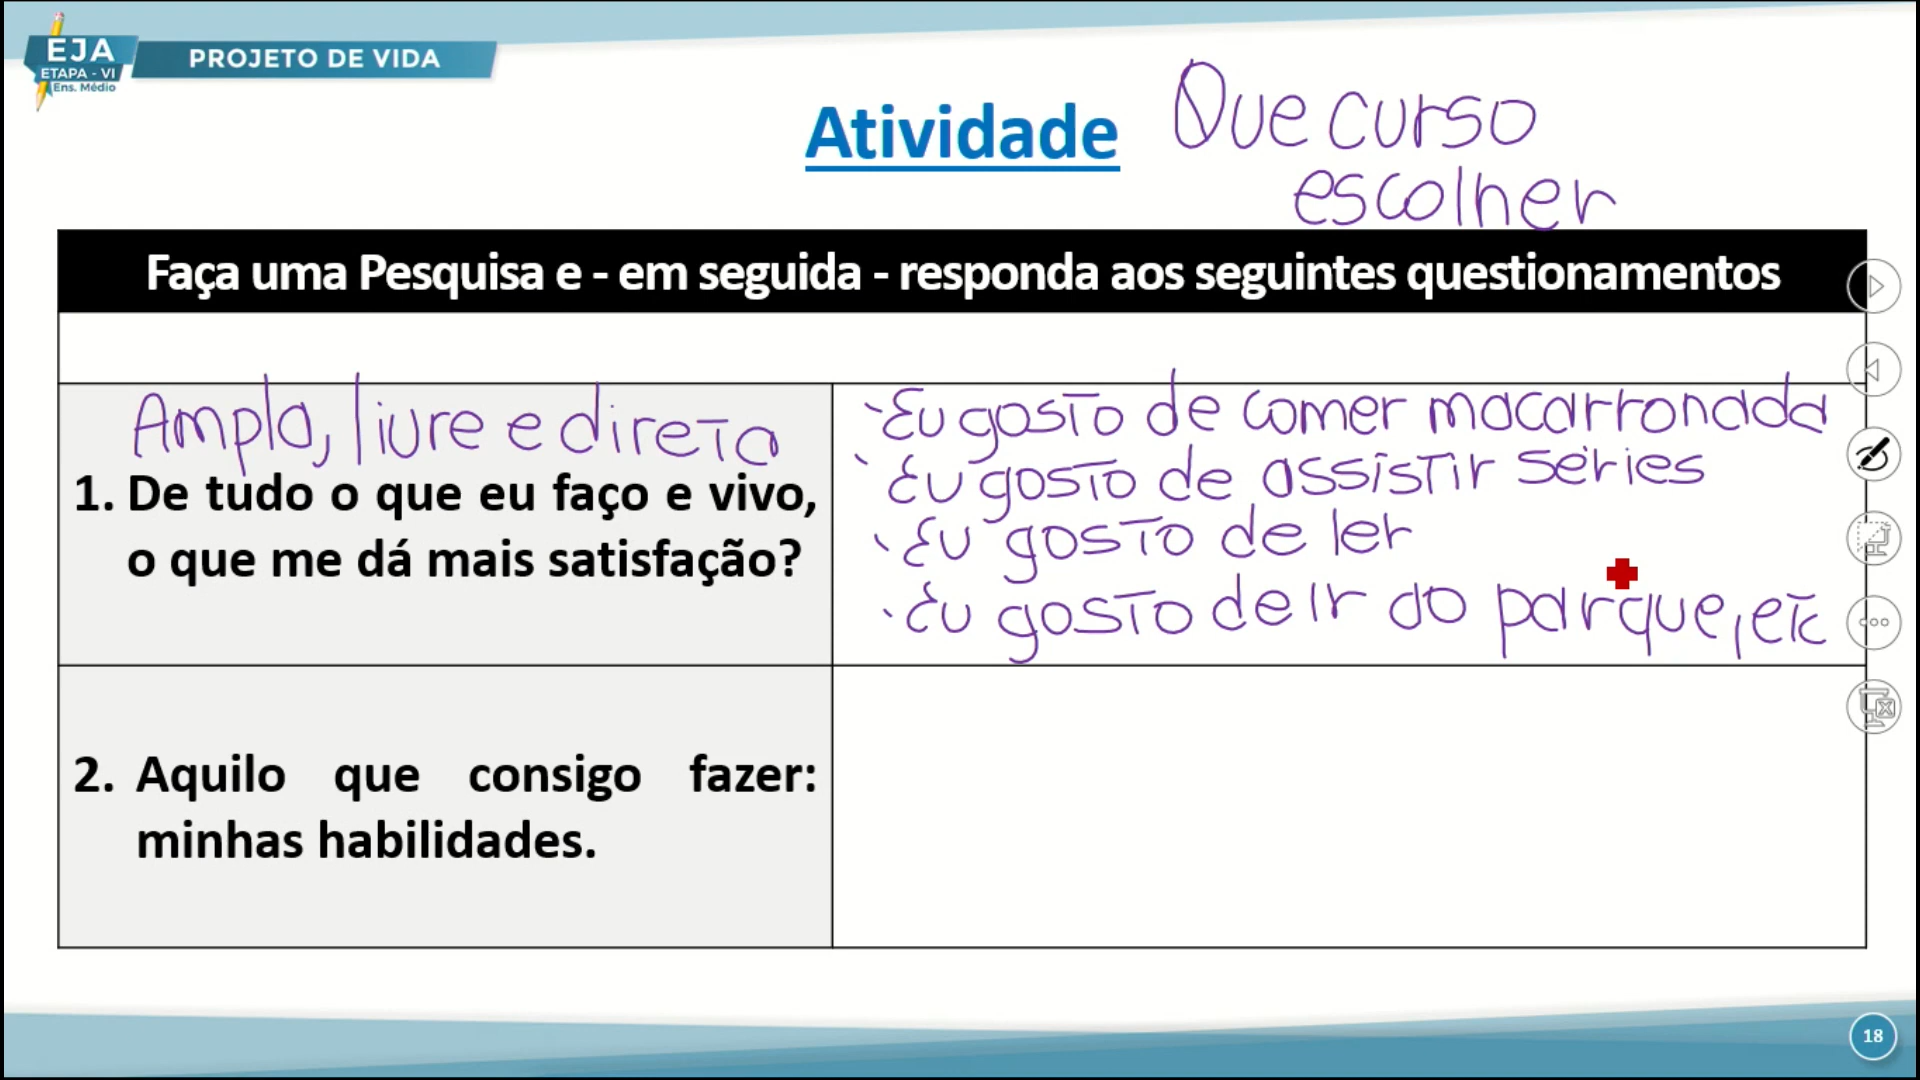 EJA
ETAPA - VI
Ens. Médio
PROJETO DE VIDA
Atividade
Que curso
escolher
Faça uma Pesquisa e - em seguida - responda aos seguintes questionamentos
Ampla, livre e direta
1. De tudo o que eu faço e vivo,
o que me dá mais satisfação?
Eu gosto de comer macarronada
Eu gosto de assistir séries
Eu gosto de ler
Eu gosto de ir ao parque, etc
2. Aquilo que consigo fazer:
minhas habilidades.
18